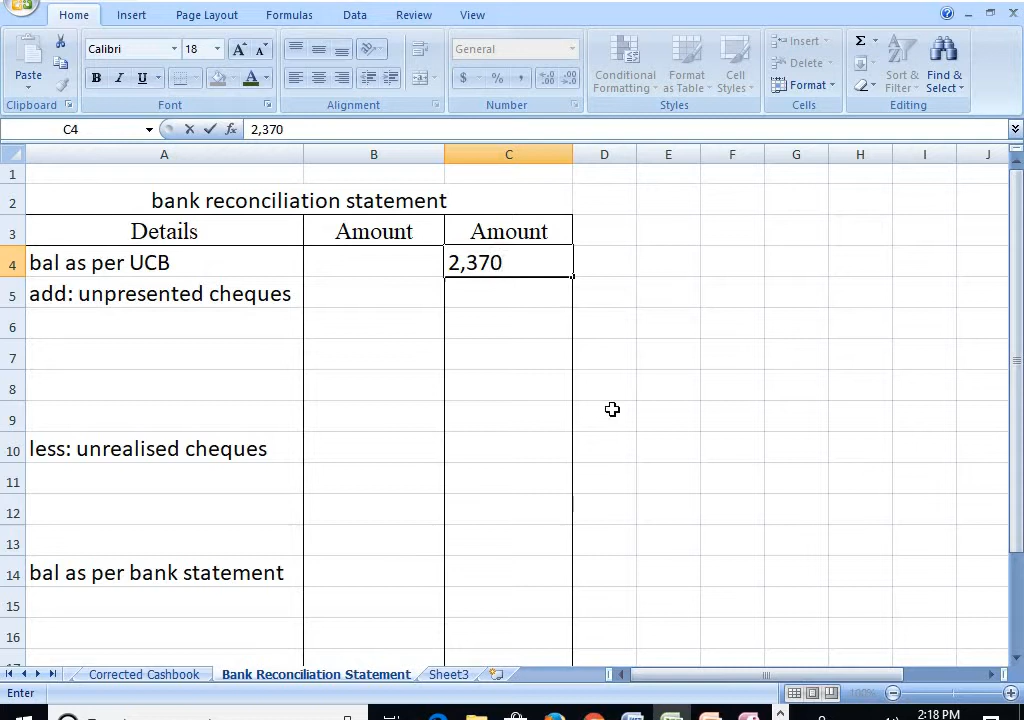 Home Insert Page Layout Formulas Data Review View
Calibri 18 General Insert Σ
Paste Delete
B I U $ % , Conditional Format Cell Format Sort & Find &
Formatting as Table Styles Filter Select
Clipboard Font Alignment Number Styles Cells Editing
C4 fx 2,370
A B C D E F G H I J
1
2 bank reconciliation statement
3 Details Amount Amount
4 bal as per UCB 2,370
5 add: unpresented cheques
6
7
8
9
10 less: unrealised cheques
11
12
13
14 bal as per bank statement
15
16
Corrected Cashbook Bank Reconciliation Statement Sheet3
Enter 100%
2:18 PM